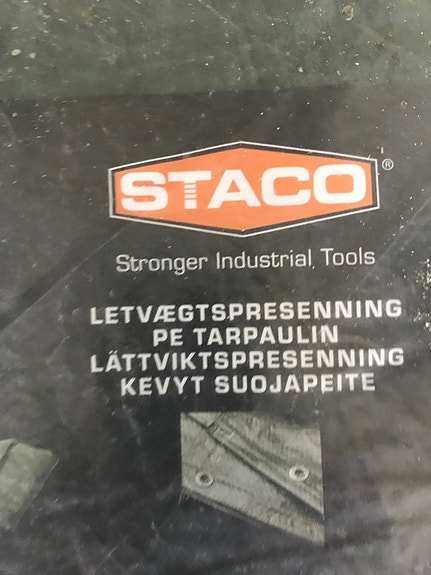 STACO®
Stronger Industrial Tools
LETVÆGTSPRESENNING
PE TARPAULIN
LÄTTVIKTSPRESENNING
KEVYT SUOJAPEITE